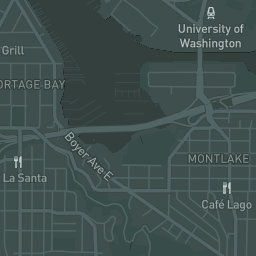 University of
Washington
Grill
PORTAGE BAY
Boyer Ave E
MONTLAKE
La Santa
Café Lago